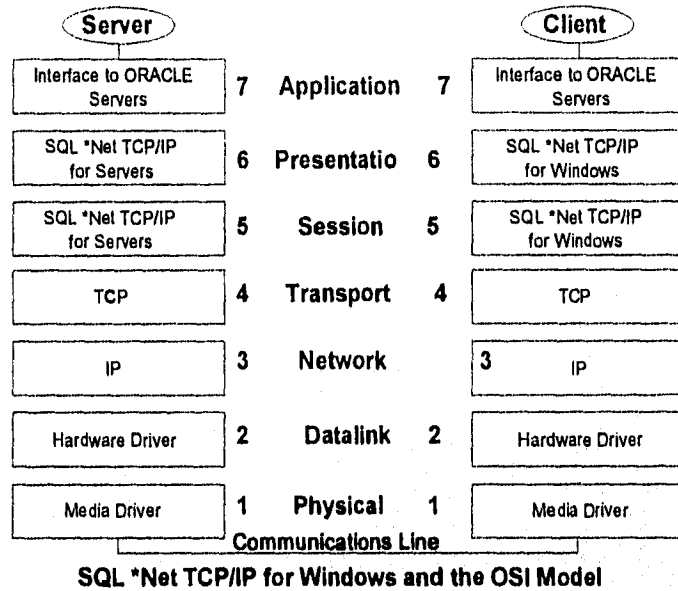 Server Client
Interface to ORACLE
Servers
7 Application 7
Interface to ORACLE
Servers
SQL *Net TCP/IP
for Servers
6 Presentatio 6
SQL *Net TCP/IP
for Windows
SQL *Net TCP/IP
for Servers
5 Session 5
SQL *Net TCP/IP
for Windows
TCP 4 Transport 4 TCP
IP 3 Network 3 IP
Hardware Driver 2 Datalink 2 Hardware Driver
Media Driver 1 Physical 1 Media Driver
Communications Line
SQL *Net TCP/IP for Windows and the OSI Model